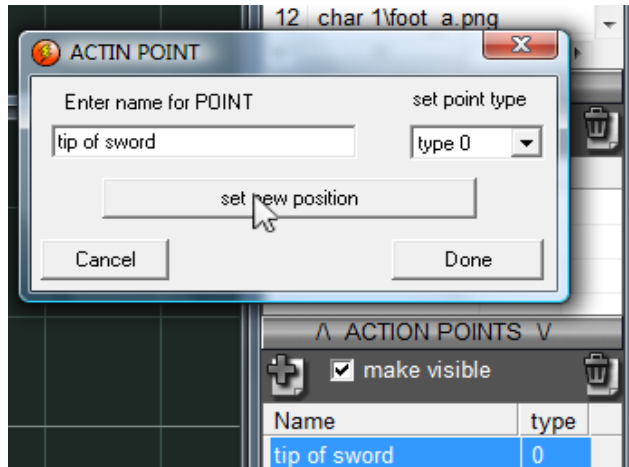 12 char 1\foot_a.png
ACTIN POINT
Enter name for POINT
set point type
tip of sword
type 0
set new position
Cancel
Done
/\ ACTION POINTS \/
make visible
Name type
tip of sword 0